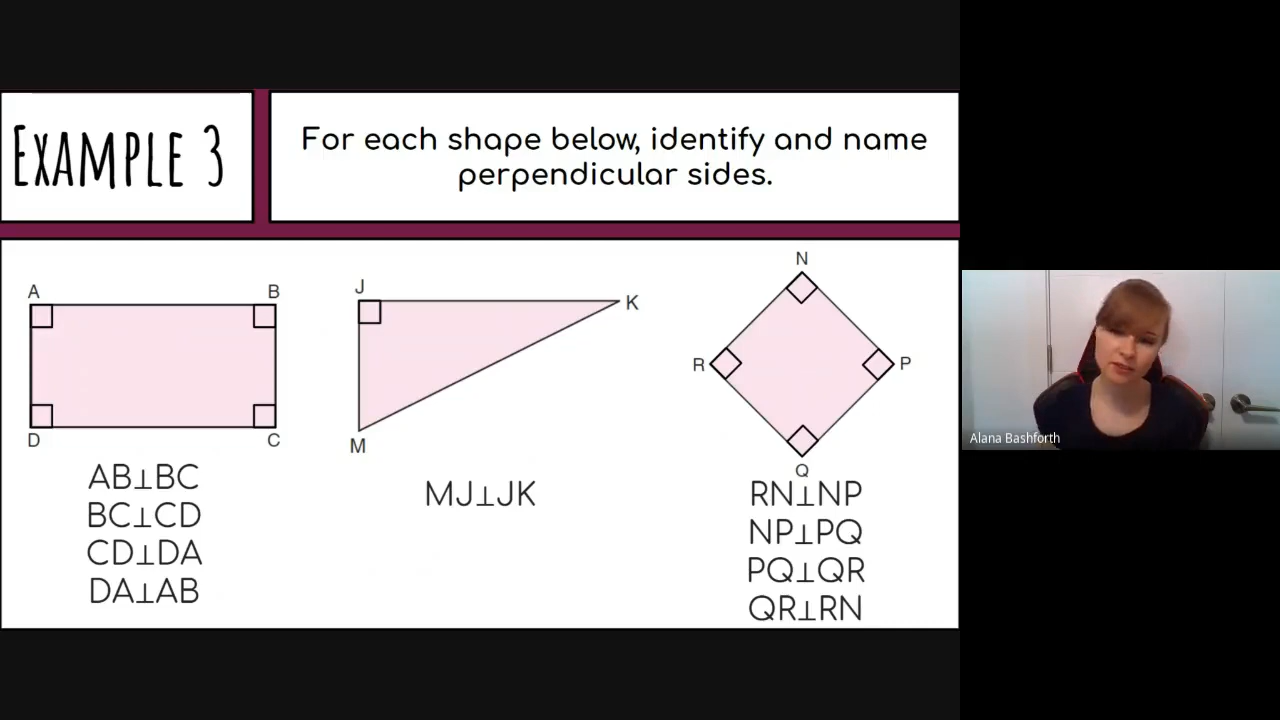 EXAMPLE 3
For each shape below, identify and name
perpendicular sides.
A
B
D
C
AB⊥BC
BC⊥CD
CD⊥DA
DA⊥AB
J
K
M
MJ⊥JK
N
R
P
Q
RN⊥NP
NP⊥PQ
PQ⊥QR
QR⊥RN
Alana Bashforth